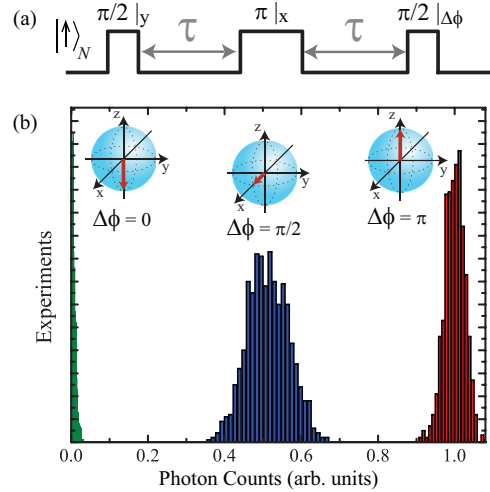 (a)
π/2 |y
π |x
π/2 |Δϕ
|↑⟩N
τ
τ
(b)
z
y
x
Δϕ = 0
z
y
x
Δϕ = π/2
z
y
x
Δϕ = π
Experiments
0.0 0.2 0.4 0.6 0.8 1.0
Photon Counts (arb. units)